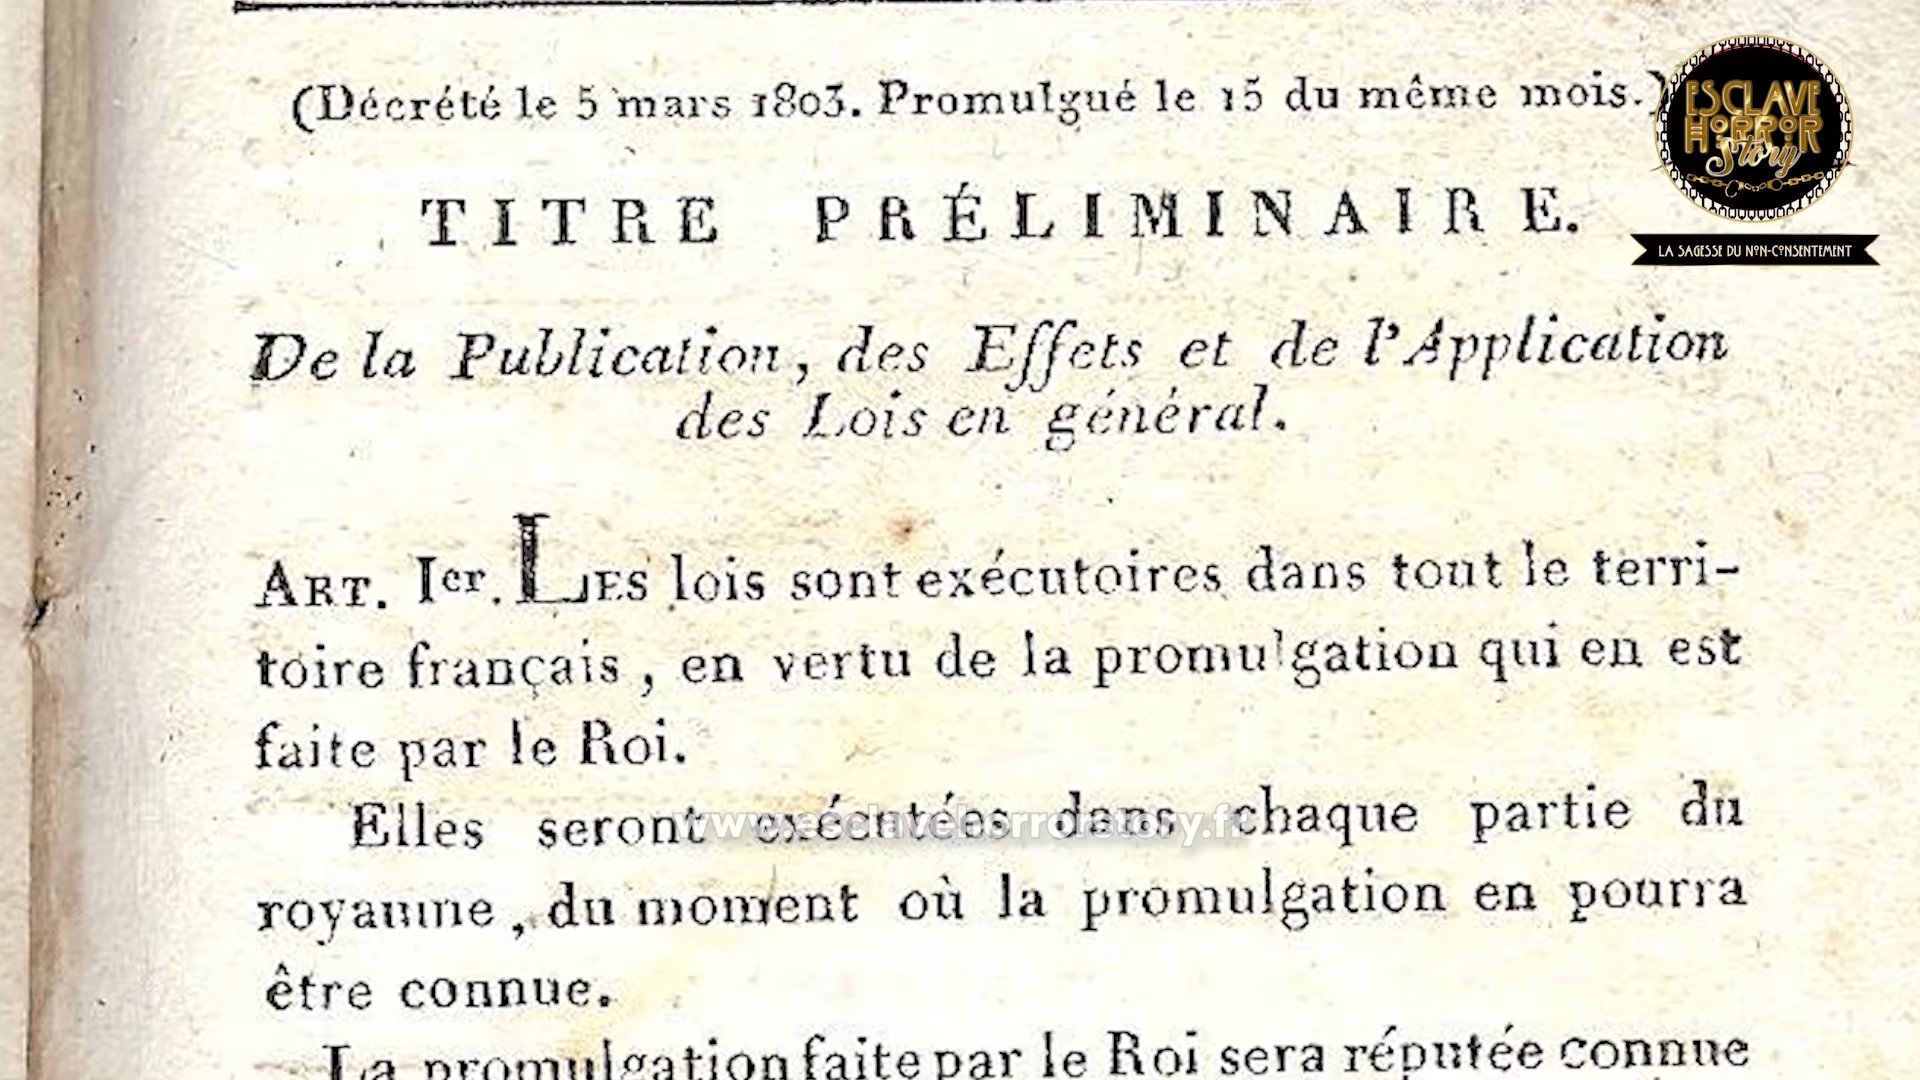 (Décrété le 5 mars 1803. Promulgué le 15 du même mois.)
TITRE PRÉLIMINAIRE.
De la Publication, des Effets et de l'Application
des Lois en général.
ART. Ier. LES lois sont exécutoires dans tout le terri-
toire français, en vertu de la promulgation qui en est
faite par le Roi.
Elles seront exécutées dans chaque partie du
royaume, du moment où la promulgation en pourra
être connue.
La promulgation faite par le Roi sera réputée connue
ESCLAVE
HORROR
Story
LA SAGESSE DU NON-CONSENTEMENT
www.esclavehorrorstory.fr